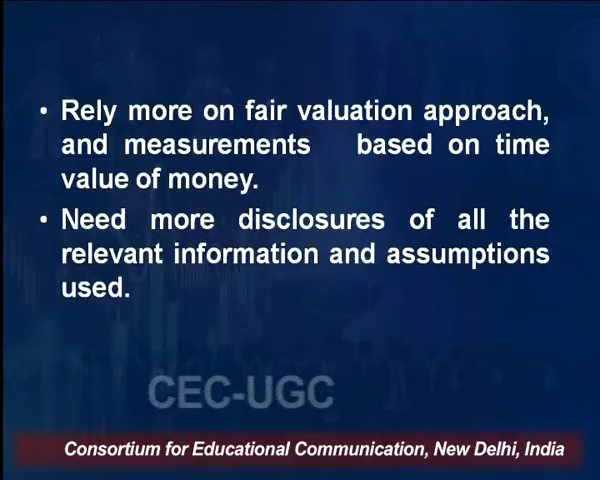 • Rely more on fair valuation approach,
and measurements based on time
value of money.
• Need more disclosures of all the
relevant information and assumptions
used.
CEC-UGC
Consortium for Educational Communication, New Delhi, India